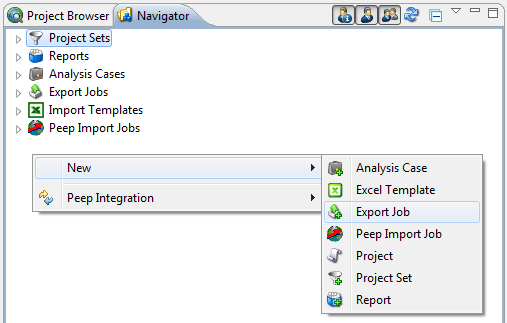 Project Browser Navigator
Project Sets
Reports
Analysis Cases
Export Jobs
Import Templates
Peep Import Jobs
New
Peep Integration
Analysis Case
Excel Template
Export Job
Peep Import Job
Project
Project Set
Report